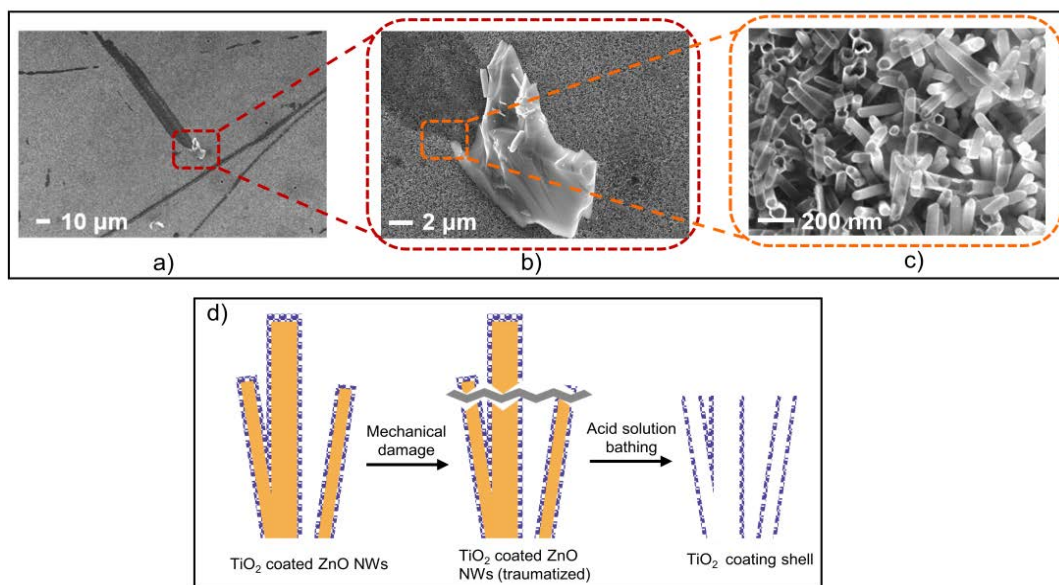 10 µm
2 µm
200 nm
a)
b)
c)
d)
Mechanical
damage
Acid solution
bathing
TiO₂ coated ZnO NWs
TiO₂ coated ZnO
NWs (traumatized)
TiO₂ coating shell